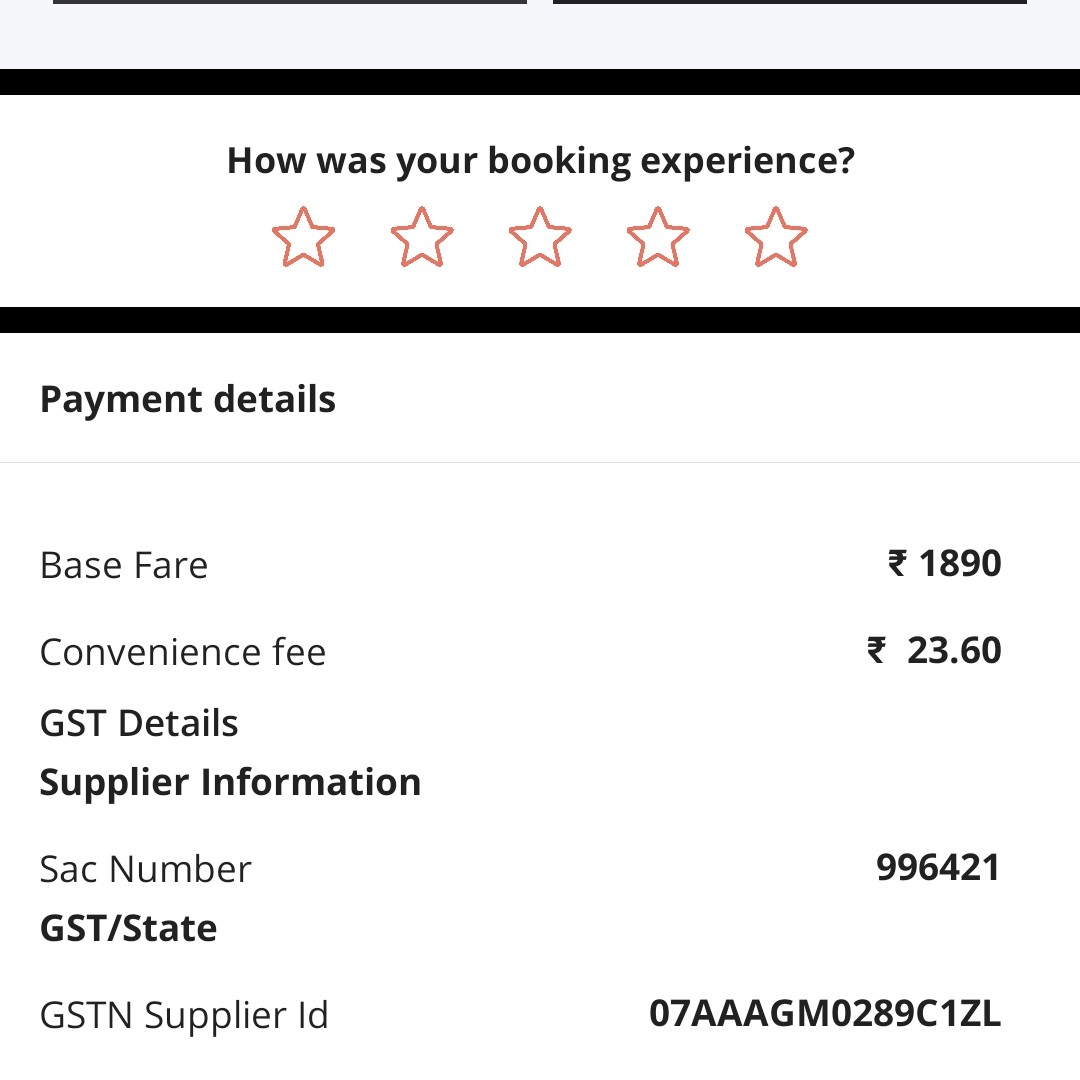 How was your booking experience?
Payment details
Base Fare ₹ 1890
Convenience fee ₹ 23.60
GST Details
Supplier Information
Sac Number 996421
GST/State
GSTN Supplier Id 07AAAGM0289C1ZL